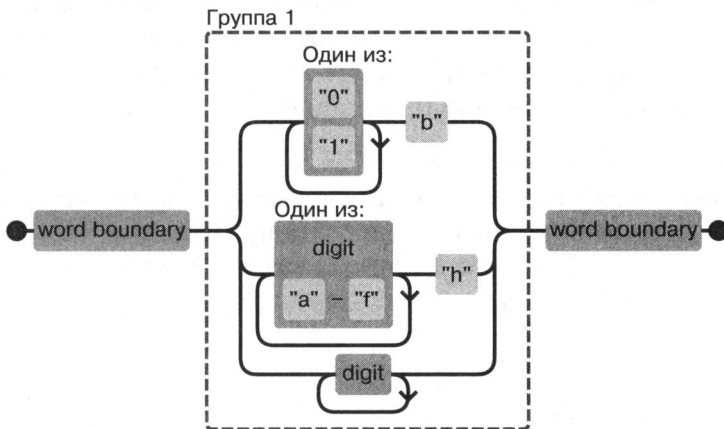 Группа 1
Один из:
"0"
"1"
"b"
word boundary
Один из:
digit
"a" – "f"
"h"
digit
word boundary